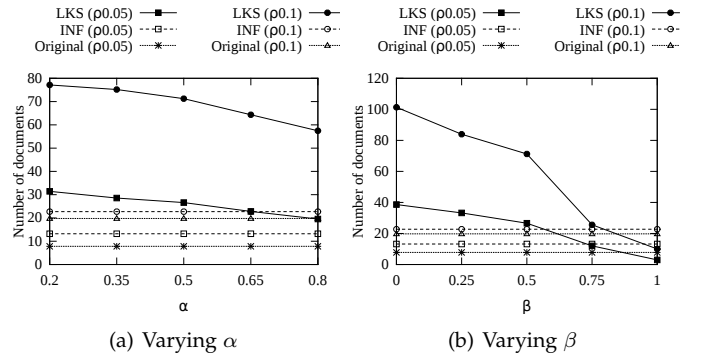 LKS (ρ0.05)
INF (ρ0.05)
Original (ρ0.05)
LKS (ρ0.1)
INF (ρ0.1)
Original (ρ0.1)
Number of documents
80
70
60
50
40
30
20
10
0
0.2 0.35 0.5 0.65 0.8
α
(a) Varying α
LKS (ρ0.05)
INF (ρ0.05)
Original (ρ0.05)
LKS (ρ0.1)
INF (ρ0.1)
Original (ρ0.1)
Number of documents
120
100
80
60
40
20
0
0 0.25 0.5 0.75 1
β
(b) Varying β